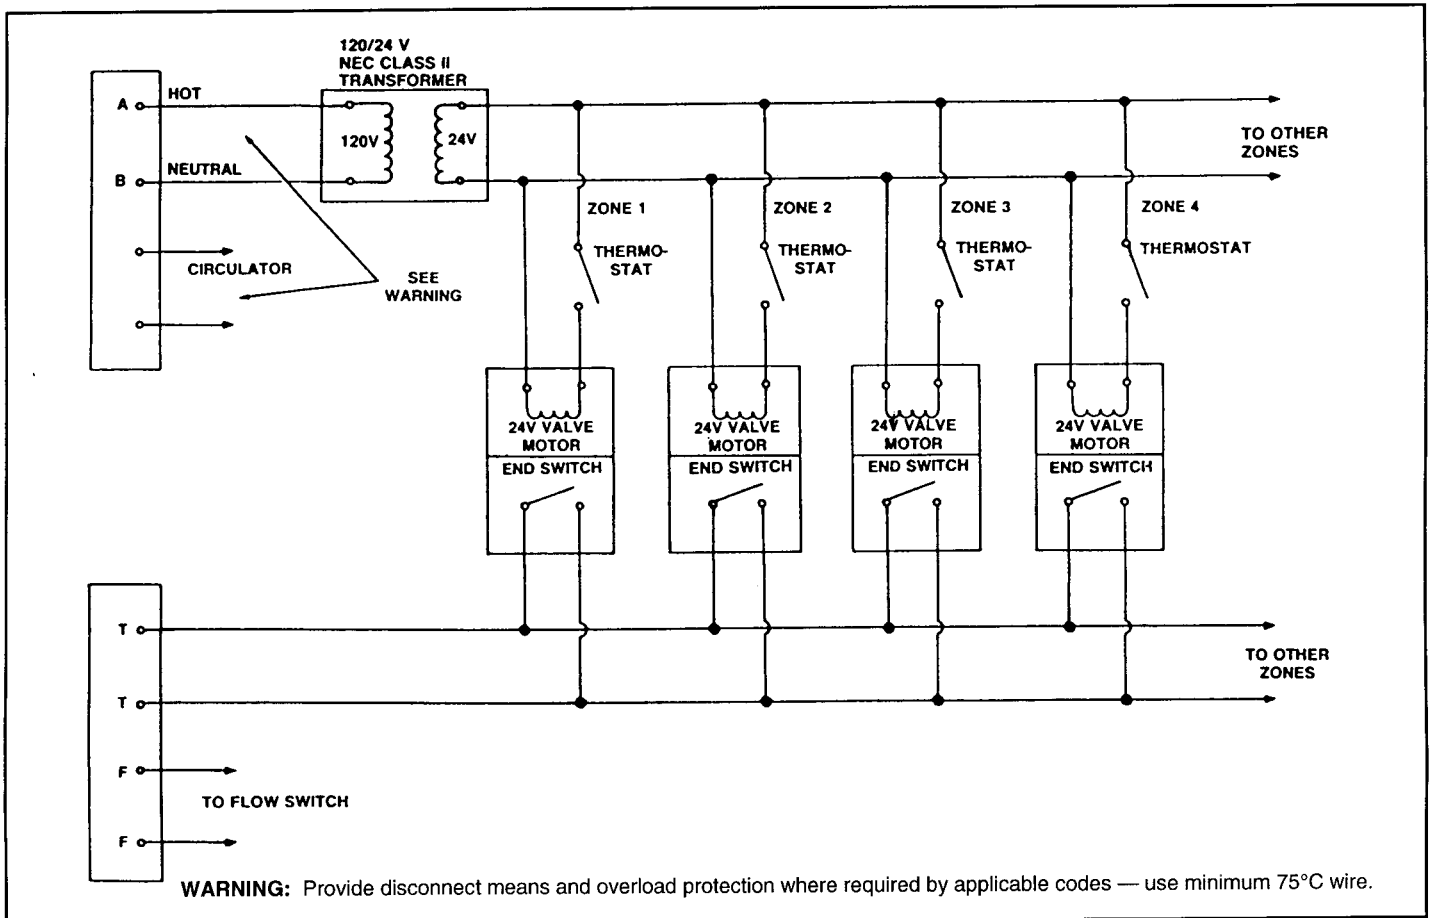 120/24 V
NEC CLASS II
TRANSFORMER
A
HOT
120V
24V
TO OTHER
ZONES
B
NEUTRAL
ZONE 1
ZONE 2
ZONE 3
ZONE 4
CIRCULATOR
SEE
WARNING
THERMO-
STAT
THERMO-
STAT
THERMO-
STAT
THERMOSTAT
24V VALVE
MOTOR
END SWITCH
24V VALVE
MOTOR
END SWITCH
24V VALVE
MOTOR
END SWITCH
24V VALVE
MOTOR
END SWITCH
T
TO OTHER
ZONES
T
F
TO FLOW SWITCH
F
WARNING: Provide disconnect means and overload protection where required by applicable codes — use minimum 75°C wire.